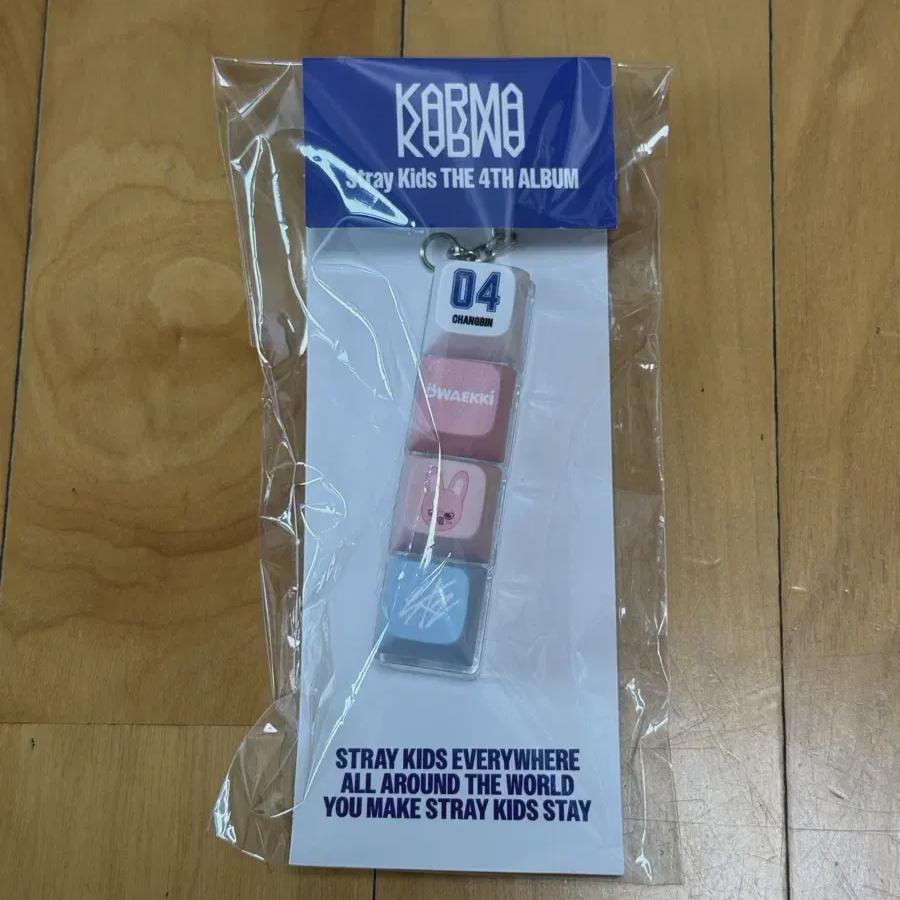 KARMA
Stray Kids THE 4TH ALBUM
04
CHANGBIN
DWAEKKI
STRAY KIDS EVERYWHERE
ALL AROUND THE WORLD
YOU MAKE STRAY KIDS STAY